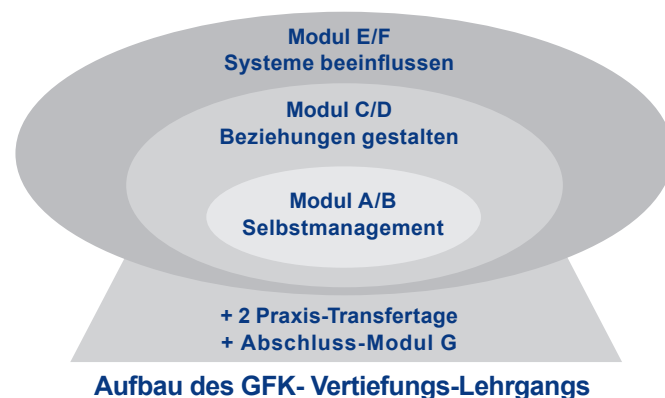 Modul E/F
Systeme beeinflussen
Modul C/D
Beziehungen gestalten
Modul A/B
Selbstmanagement
+ 2 Praxis-Transfertage
+ Abschluss-Modul G
Aufbau des GFK- Vertiefungs-Lehrgangs